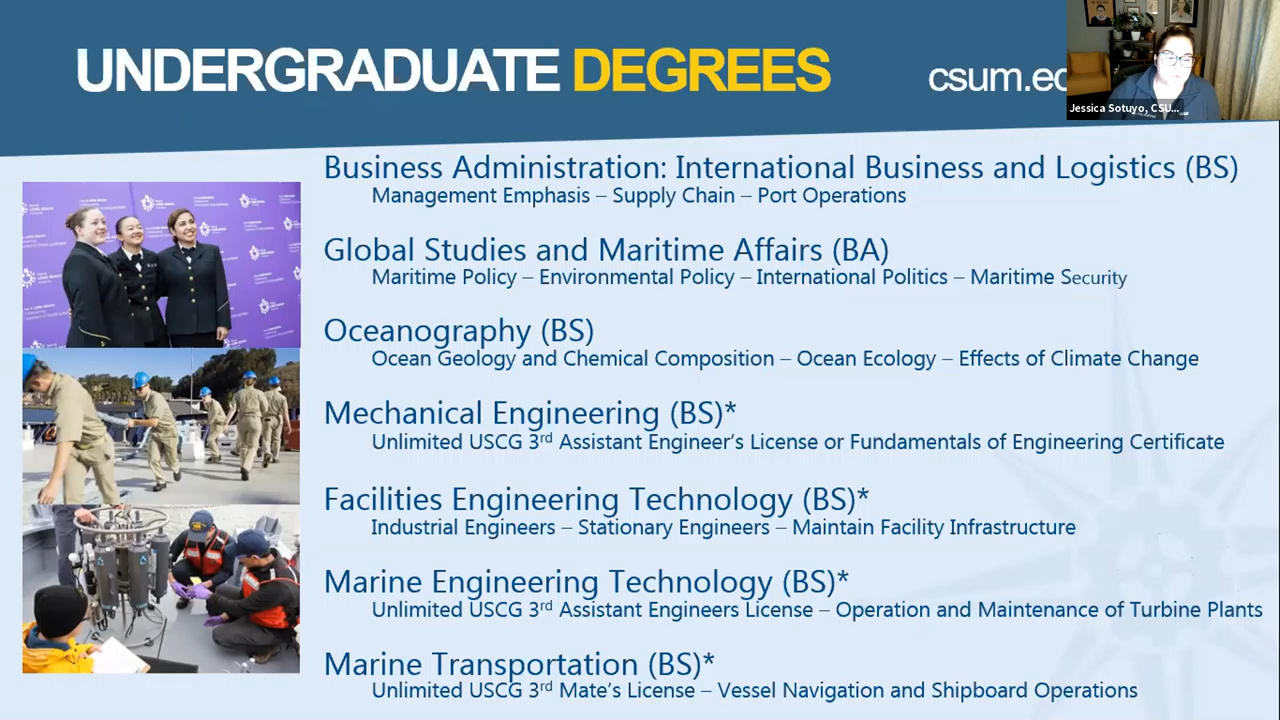 UNDERGRADUATE DEGREES
csum.ed
Jessica Sotuyo, CSU...
Business Administration: International Business and Logistics (BS)
Management Emphasis – Supply Chain – Port Operations
Global Studies and Maritime Affairs (BA)
Maritime Policy – Environmental Policy – International Politics – Maritime Security
Oceanography (BS)
Ocean Geology and Chemical Composition – Ocean Ecology – Effects of Climate Change
Mechanical Engineering (BS)*
Unlimited USCG 3rd Assistant Engineer's License or Fundamentals of Engineering Certificate
Facilities Engineering Technology (BS)*
Industrial Engineers – Stationary Engineers – Maintain Facility Infrastructure
Marine Engineering Technology (BS)*
Unlimited USCG 3rd Assistant Engineers License – Operation and Maintenance of Turbine Plants
Marine Transportation (BS)*
Unlimited USCG 3rd Mate's License – Vessel Navigation and Shipboard Operations